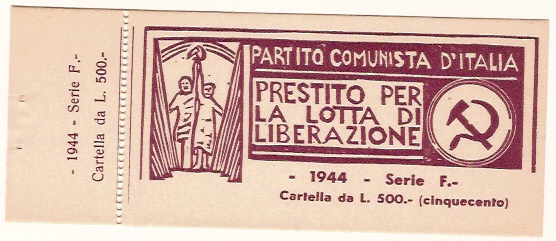 - 1944 - Serie F.-
Cartella da L. 500.-
PARTITO COMUNISTA D'ITALIA
PRESTITO PER
LA LOTTA DI
LIBERAZIONE
- 1944 - Serie F.-
Cartella da L. 500.- (cinquecento)